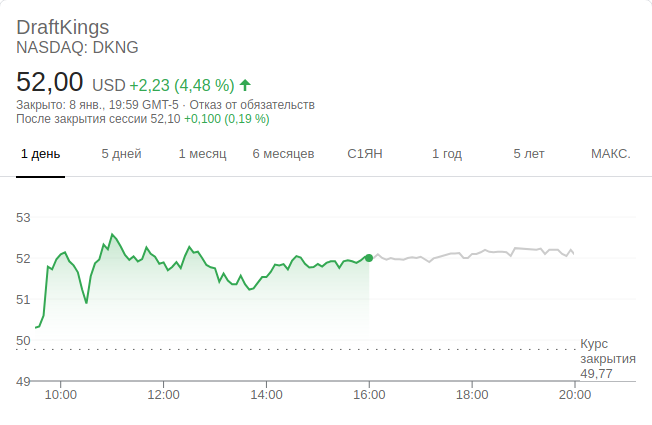 DraftKings
NASDAQ: DKNG
52,00 USD +2,23 (4,48 %)
Закрыто: 8 янв., 19:59 GMT-5 · Отказ от обязательств
После закрытия сессии 52,10 +0,100 (0,19 %)
1 день 5 дней 1 месяц 6 месяцев С1ЯН 1 год 5 лет МАКС.
53
52
51
50
Курс
закрытия
49,77
49
10:00 12:00 14:00 16:00 18:00 20:00